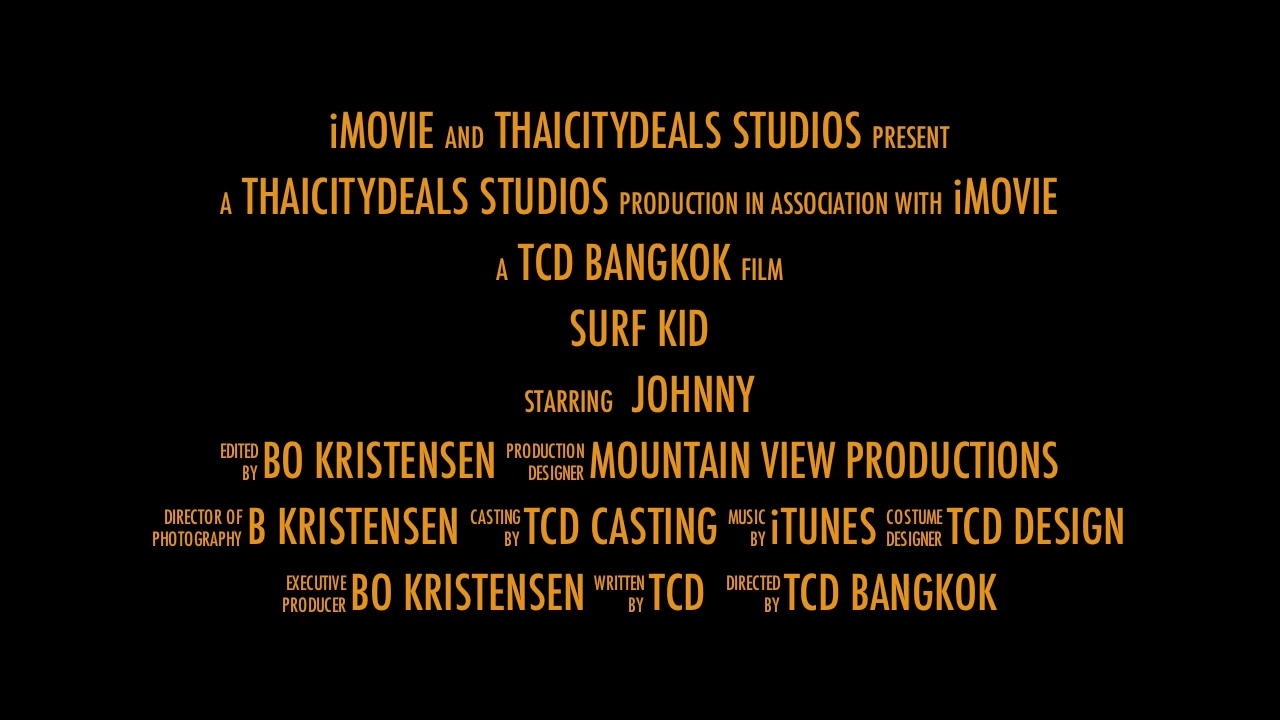 iMOVIE AND THAICITYDEALS STUDIOS PRESENT
A THAICITYDEALS STUDIOS PRODUCTION IN ASSOCIATION WITH iMOVIE
A TCD BANGKOK FILM
SURF KID
STARRING JOHNNY
EDITED BY BO KRISTENSEN PRODUCTION DESIGNER MOUNTAIN VIEW PRODUCTIONS
DIRECTOR OF PHOTOGRAPHY B KRISTENSEN CASTING BY TCD CASTING MUSIC BY iTUNES COSTUME DESIGNER TCD DESIGN
EXECUTIVE PRODUCER BO KRISTENSEN WRITTEN BY TCD DIRECTED BY TCD BANGKOK